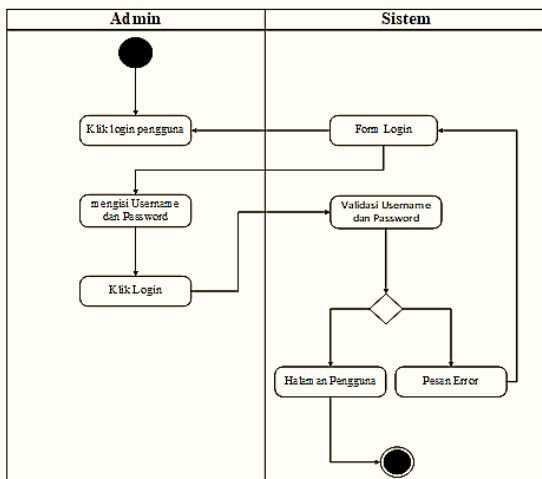 Admin
Sistem
Klik login pengguna
Form Login
mengisi Username
dan Password
Validasi Username
dan Password
Klik Login
Halaman Pengguna
Pesan Error